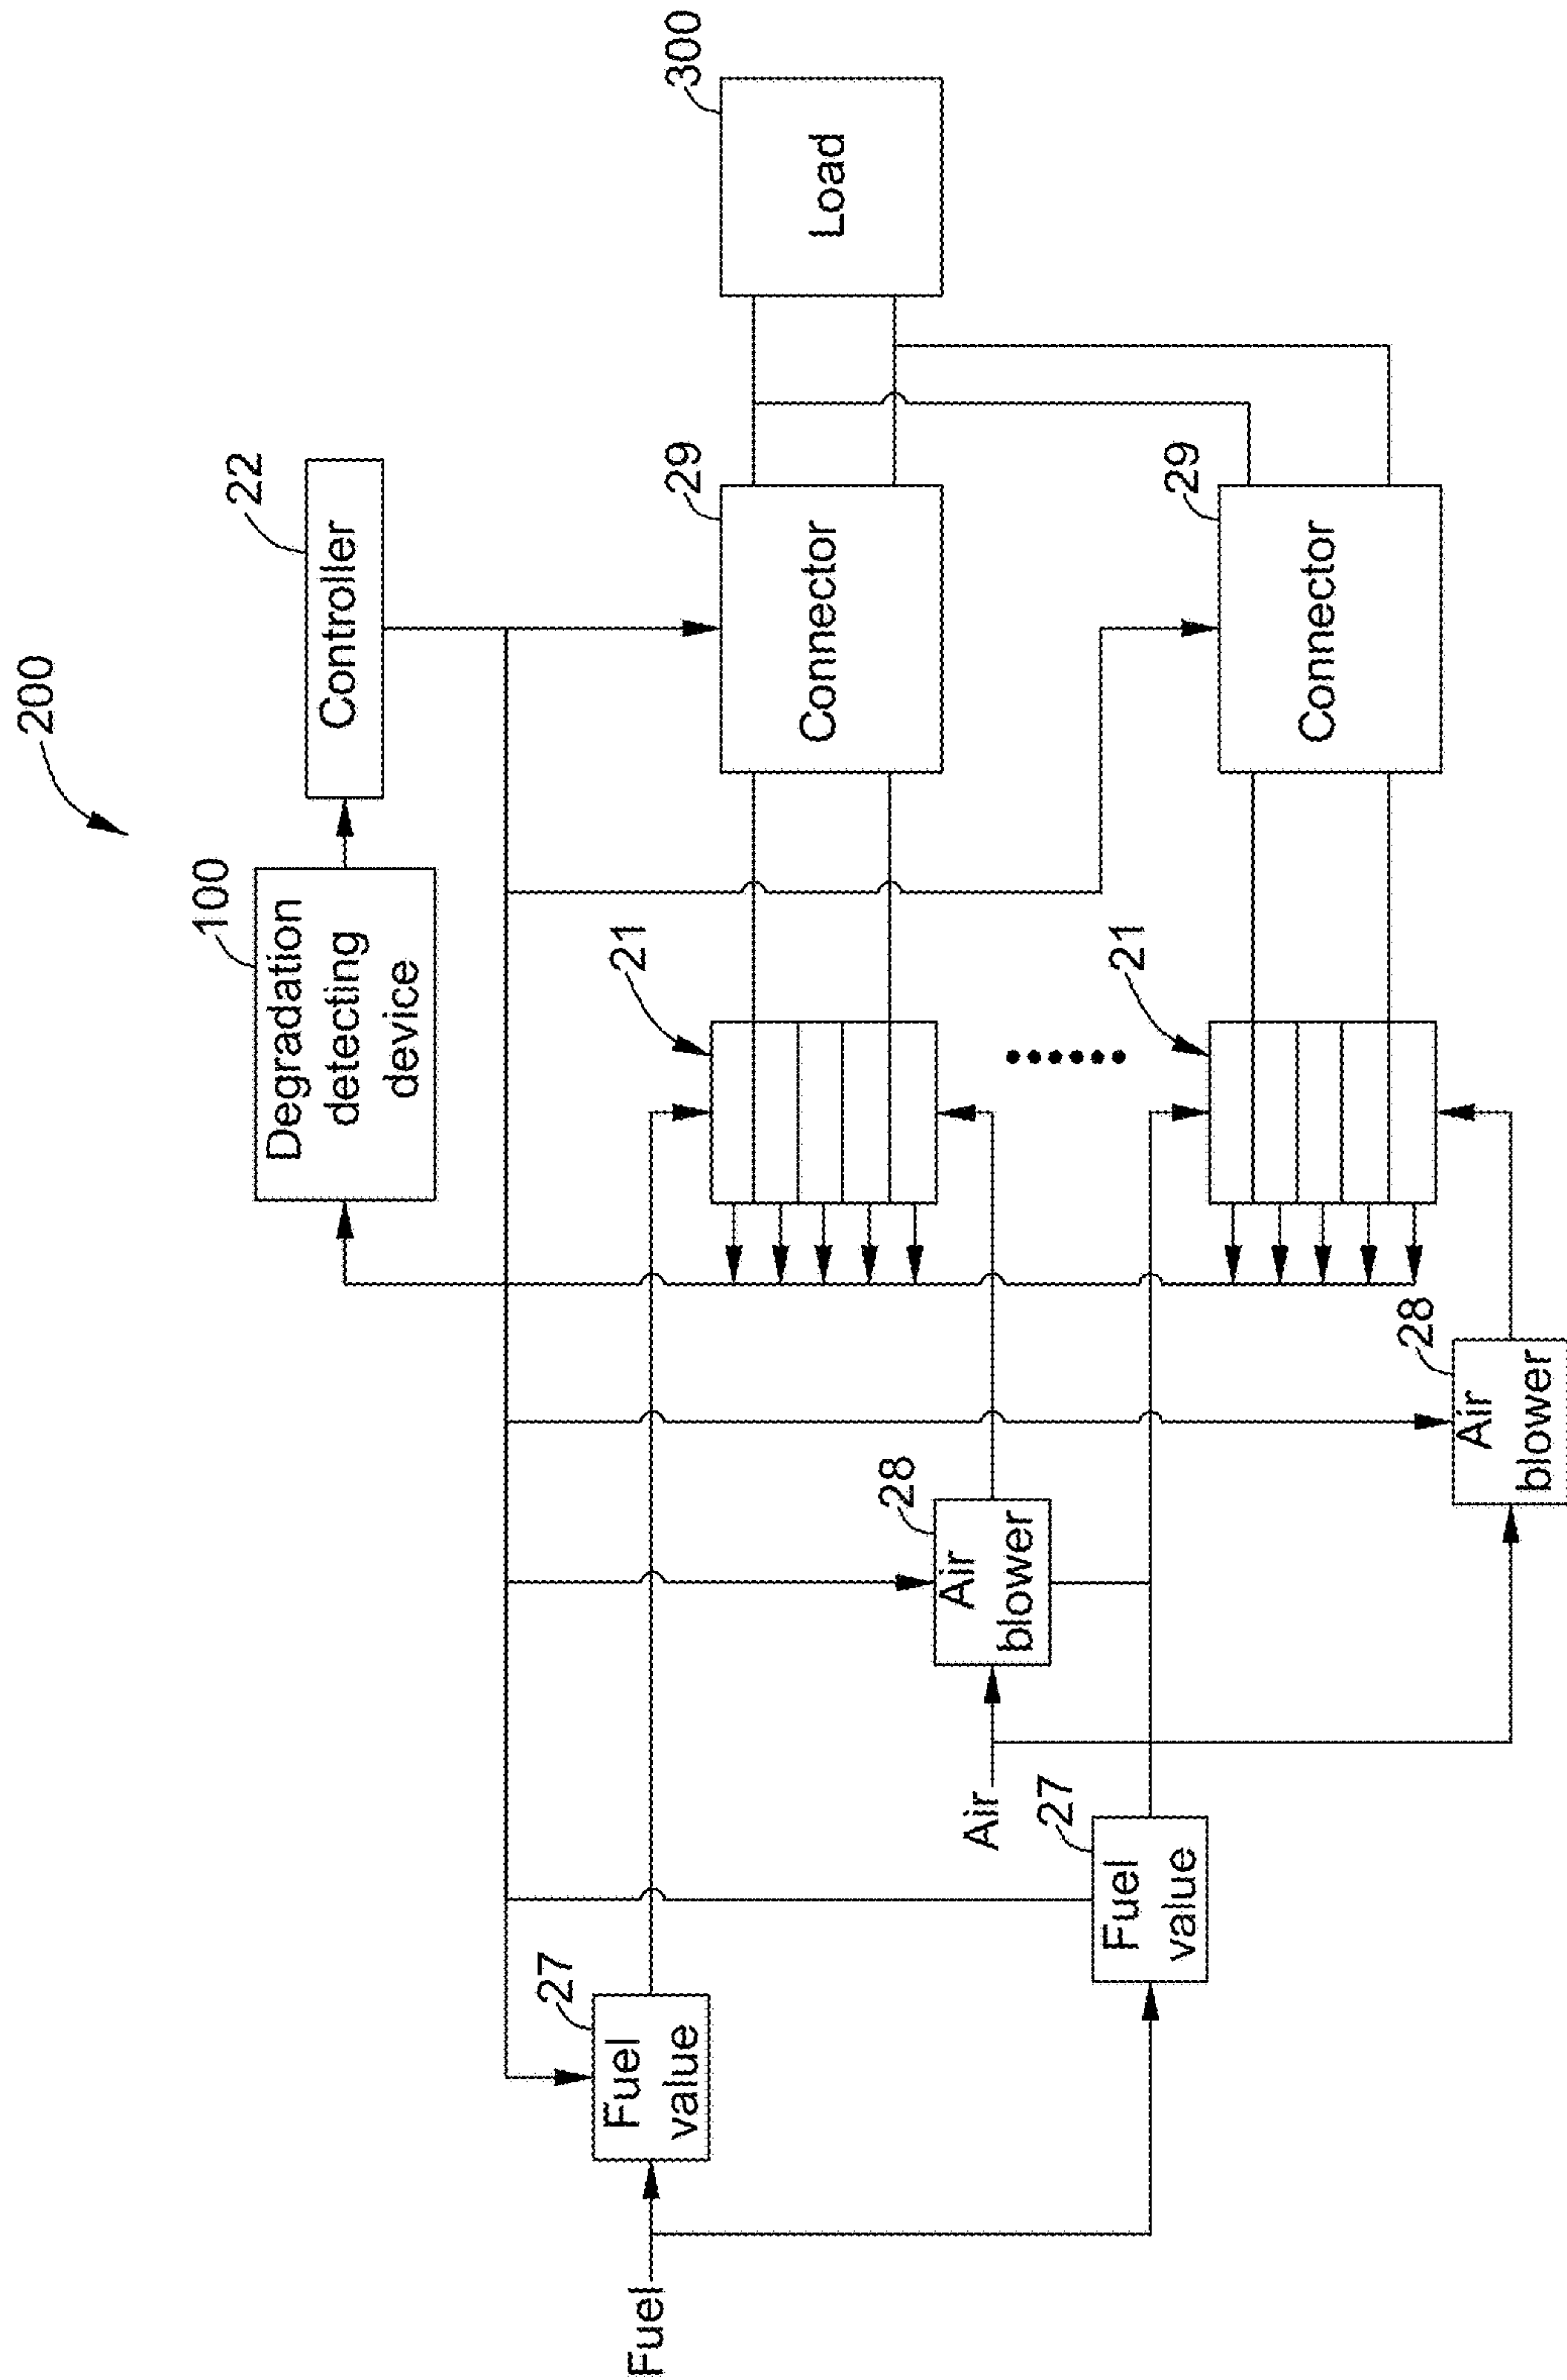 200
100
Degradation
detecting
device
22
Controller
300
Load
29
Connector
21
29
Connector
21
27
Fuel
value
Fuel
28
Air
blower
Air
27
Fuel
value
28
Air
blower